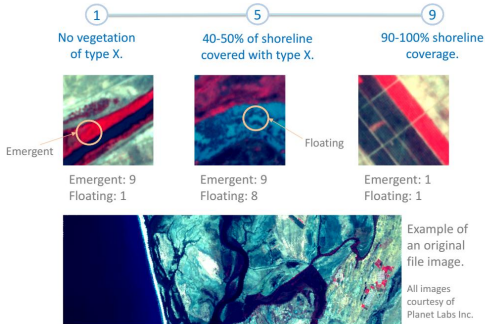 1
5
9
No vegetation
of type X.
40-50% of shoreline
covered with type X.
90-100% shoreline
coverage.
Emergent
Floating
Emergent: 9
Floating: 1
Emergent: 9
Floating: 8
Emergent: 1
Floating: 1
Example of
an original
file image.
All images
courtesy of
Planet Labs Inc.